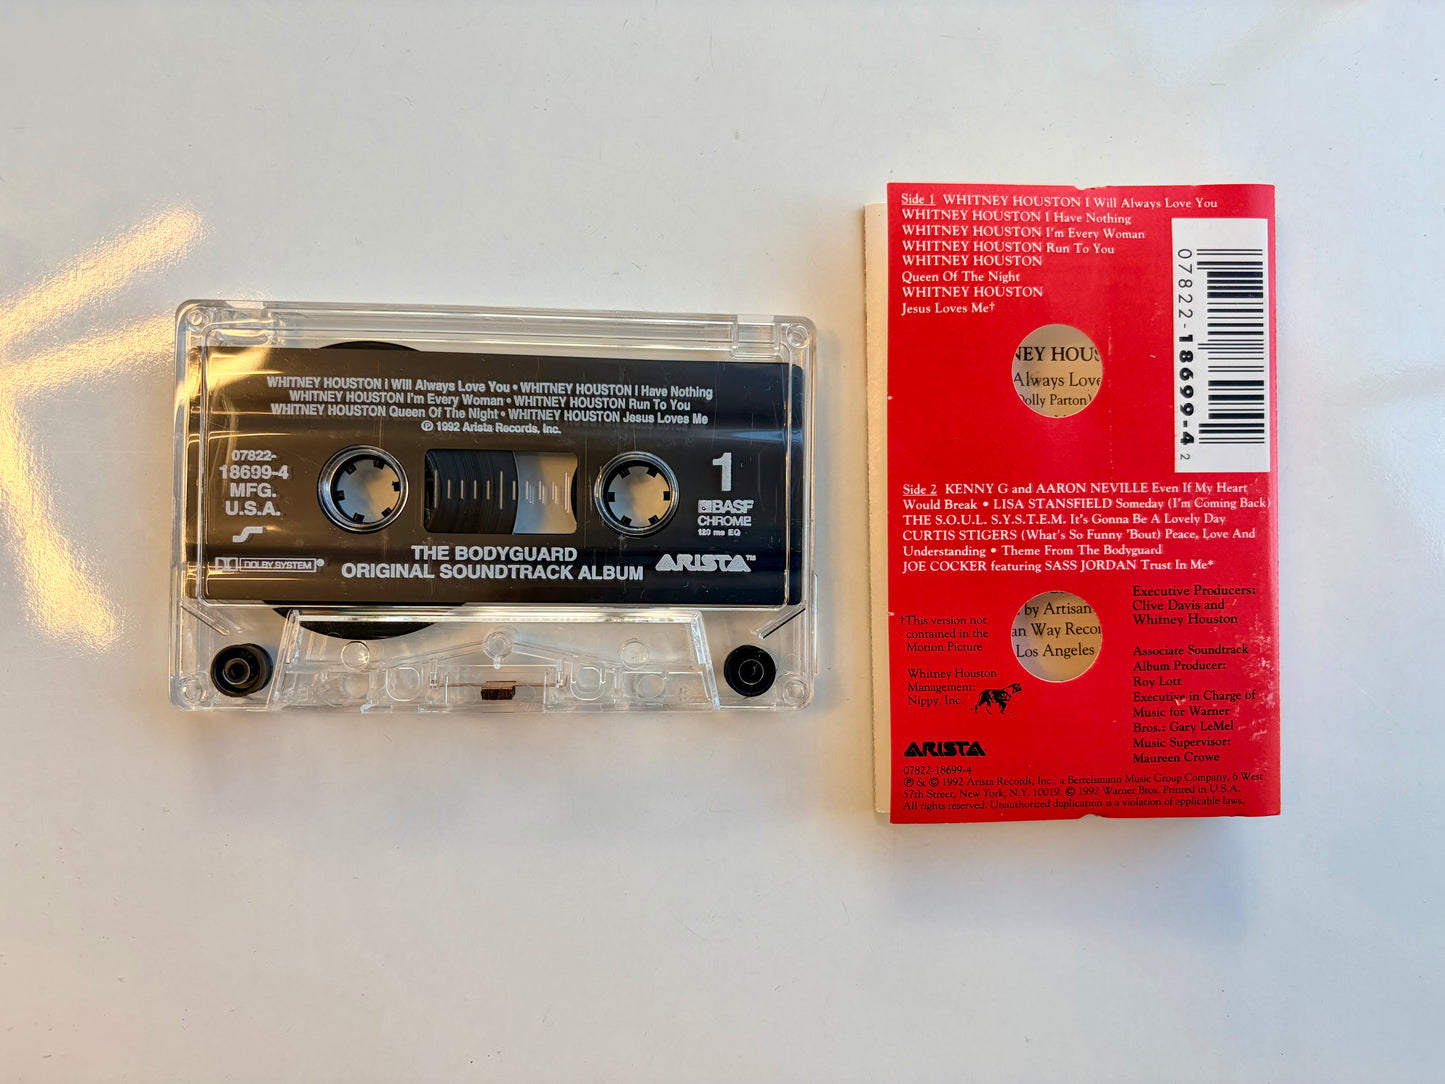 WHITNEY HOUSTON I Will Always Love You • WHITNEY HOUSTON I Have Nothing
WHITNEY HOUSTON I'm Every Woman • WHITNEY HOUSTON Run To You
WHITNEY HOUSTON Queen Of The Night • WHITNEY HOUSTON Jesus Loves Me
℗ 1992 Arista Records, Inc.
07822-
18699-4
MFG.
U.S.A.
DOLBY SYSTEM®
1
BASF
CHROME
120 ms EQ
THE BODYGUARD
ORIGINAL SOUNDTRACK ALBUM
ARISTA™
Side 1 WHITNEY HOUSTON I Will Always Love You
WHITNEY HOUSTON I Have Nothing
WHITNEY HOUSTON I'm Every Woman
WHITNEY HOUSTON Run To You
WHITNEY HOUSTON
Queen Of The Night
WHITNEY HOUSTON
Jesus Loves Me†
NEY HOUS
Always Love
Dolly Parton)
07822-18699-4
2
Side 2 KENNY G and AARON NEVILLE Even If My Heart
Would Break • LISA STANSFIELD Someday (I'm Coming Back)
THE S.O.U.L. S.Y.S.T.E.M. It's Gonna Be A Lovely Day
CURTIS STIGERS (What's So Funny 'Bout) Peace, Love And
Understanding • Theme From The Bodyguard
JOE COCKER featuring SASS JORDAN Trust In Me*
by Artisan
an Way Recor
Los Angeles
†This version not
contained in the
Motion Picture
Whitney Houston
Management:
Nippy, Inc.
Executive Producers:
Clive Davis and
Whitney Houston
Associate Soundtrack
Album Producer:
Roy Lott
Executive in Charge of
Music for Warner
Bros.: Gary LeMel
Music Supervisor:
Maureen Crowe
ARISTA
07822-18699-4
℗ & © 1992 Arista Records, Inc., a Bertelsmann Music Group Company, 6 West
57th Street, New York, N.Y. 10019. © 1992 Warner Bros. Printed in U.S.A.
All rights reserved. Unauthorized duplication is a violation of applicable laws.